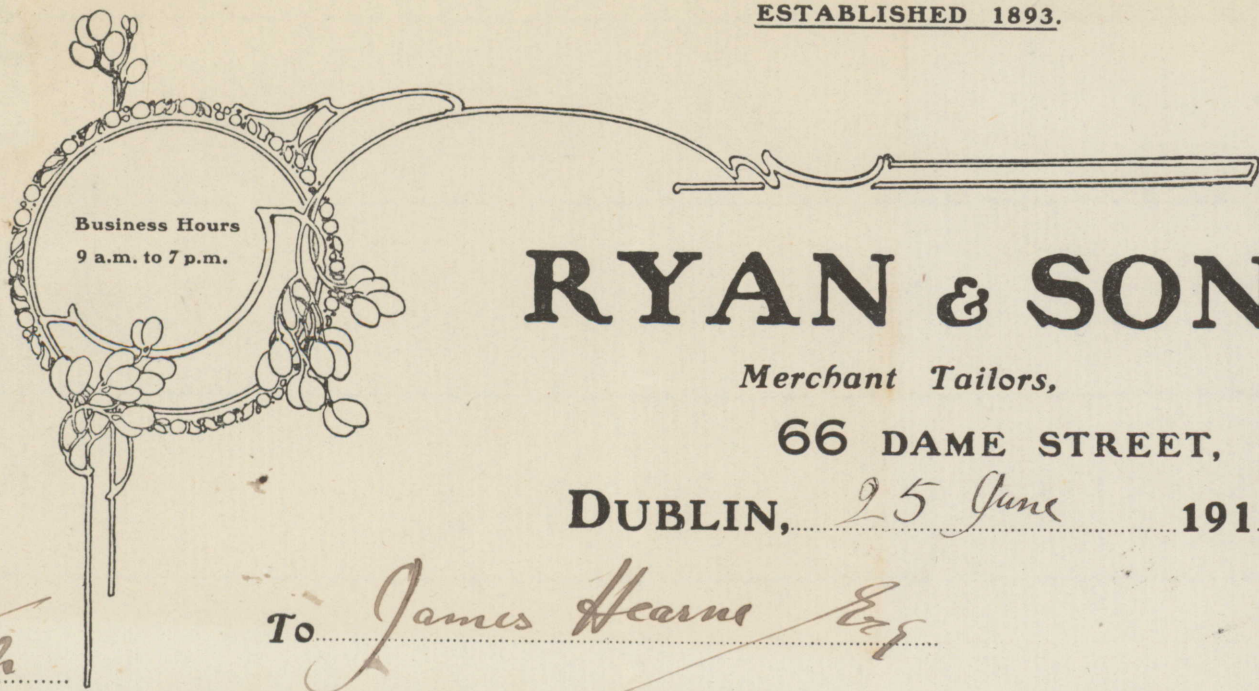 ESTABLISHED 1893.
Business Hours
9 a.m. to 7 p.m.
RYAN & SON
Merchant Tailors,
66 DAME STREET,
DUBLIN, 25 June 191
To James Hearne Esq